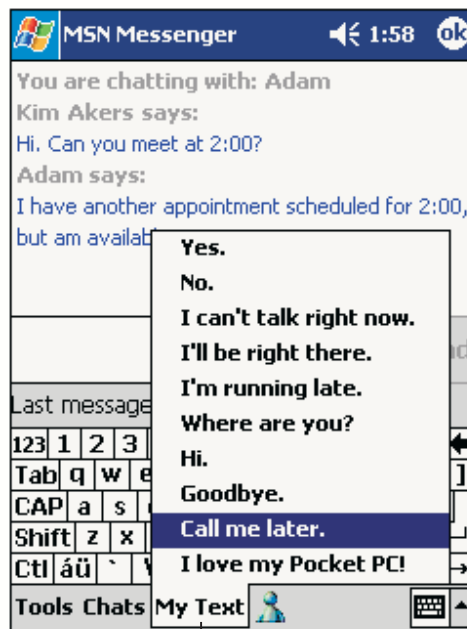 MSN Messenger 1:58 ok
You are chatting with: Adam
Kim Akers says:
Hi. Can you meet at 2:00?
Adam says:
I have another appointment scheduled for 2:00,
but am availab
Yes.
No.
I can't talk right now.
I'll be right there.
I'm running late.
Where are you?
Hi.
Goodbye.
Call me later.
I love my Pocket PC!
Last message
123 1 2 3
Tab q w e ]
CAP a s
Shift z x
Ctl áü `
Tools Chats My Text